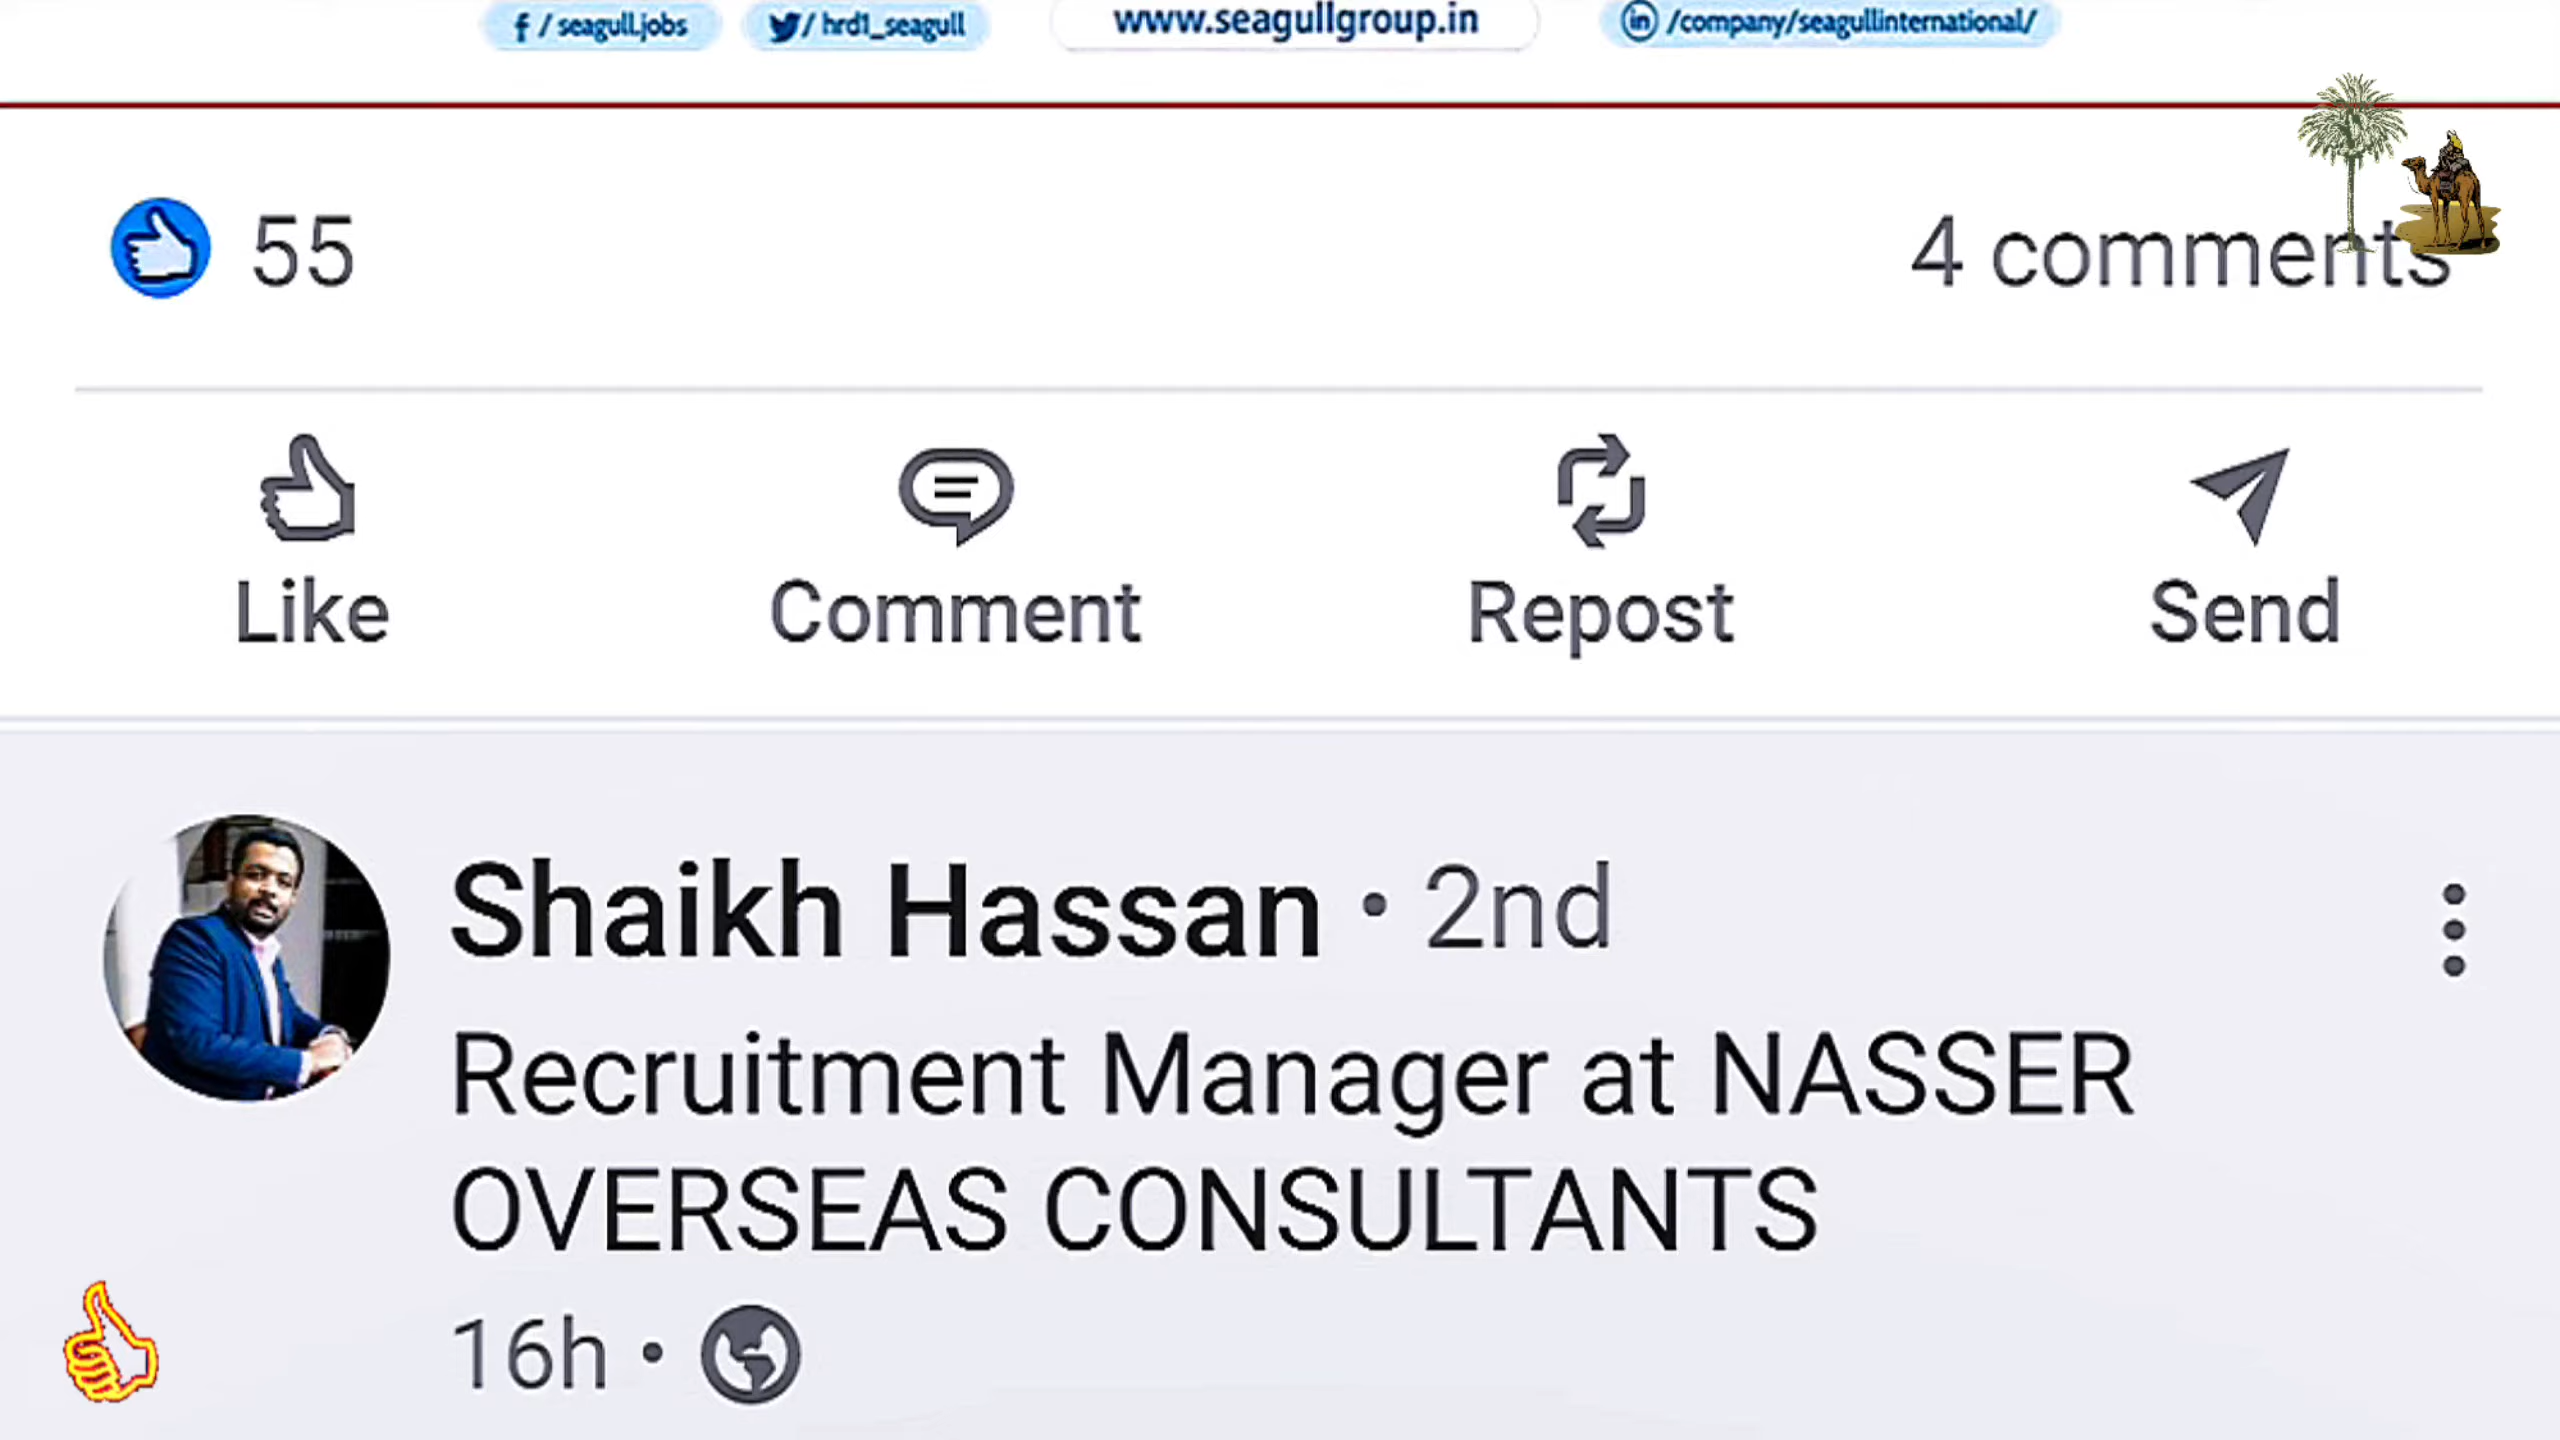 f / seagull.jobs / hrd1_seagull www.seagullgroup.in in /company/seagullinternational/
55 4 comments
Like Comment Repost Send
Shaikh Hassan • 2nd
Recruitment Manager at NASSER
OVERSEAS CONSULTANTS
16h •